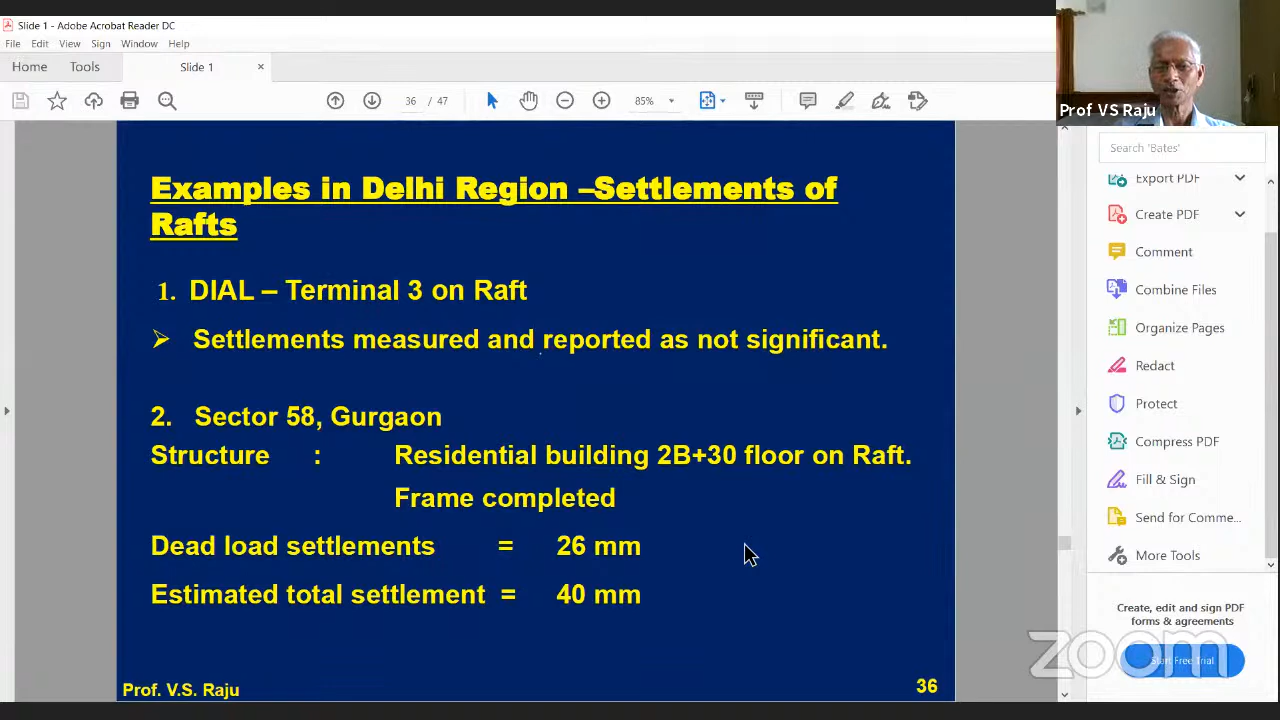 Slide 1 - Adobe Acrobat Reader DC
File Edit View Sign Window Help
Home Tools Slide 1 ×
36 / 47 85%
Prof VS Raju
Search 'Bates'
Export PDF
Create PDF
Comment
Combine Files
Organize Pages
Redact
Protect
Compress PDF
Fill & Sign
Send for Comme...
More Tools
Create, edit and sign PDF
forms & agreements
Start Free Trial
zoom
Examples in Delhi Region –Settlements of
Rafts
1. DIAL – Terminal 3 on Raft
➢ Settlements measured and reported as not significant.
2. Sector 58, Gurgaon
Structure : Residential building 2B+30 floor on Raft.
Frame completed
Dead load settlements = 26 mm
Estimated total settlement = 40 mm
Prof. V.S. Raju 36